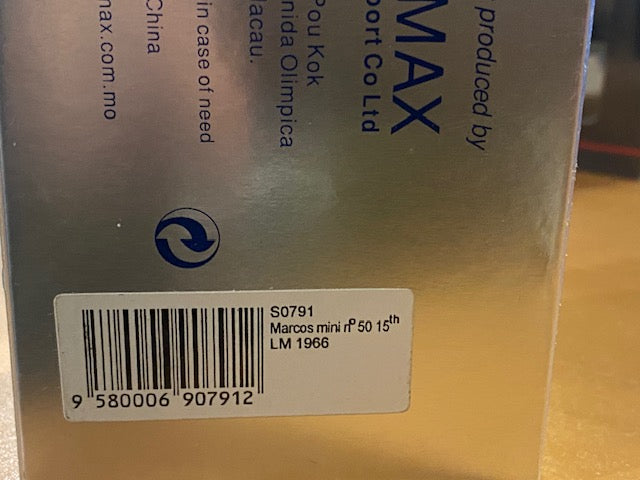 produced by
MAX
port Co Ltd
Pou Kok
nida Olimpica
acau.
in case of need
China
max.com.mo
S0791
Marcos mini nº 50 15th
LM 1966
9 580006 907912